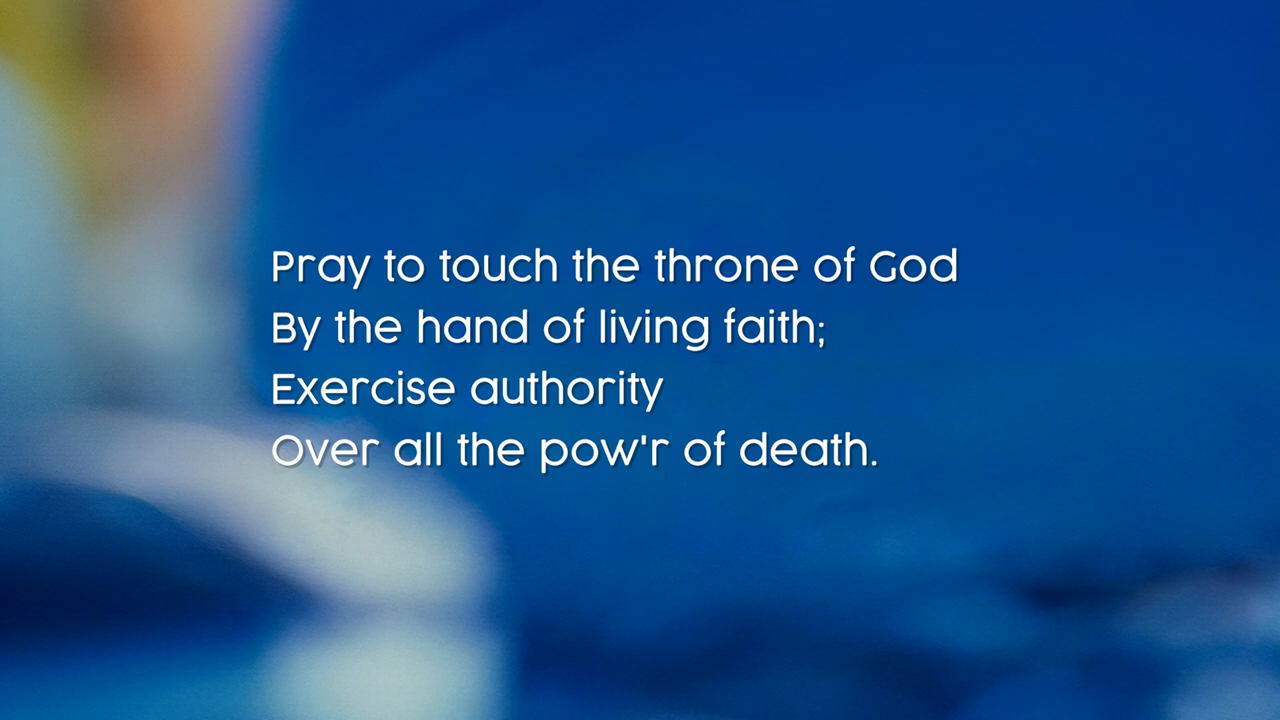 Pray to touch the throne of God
By the hand of living faith;
Exercise authority
Over all the pow'r of death.